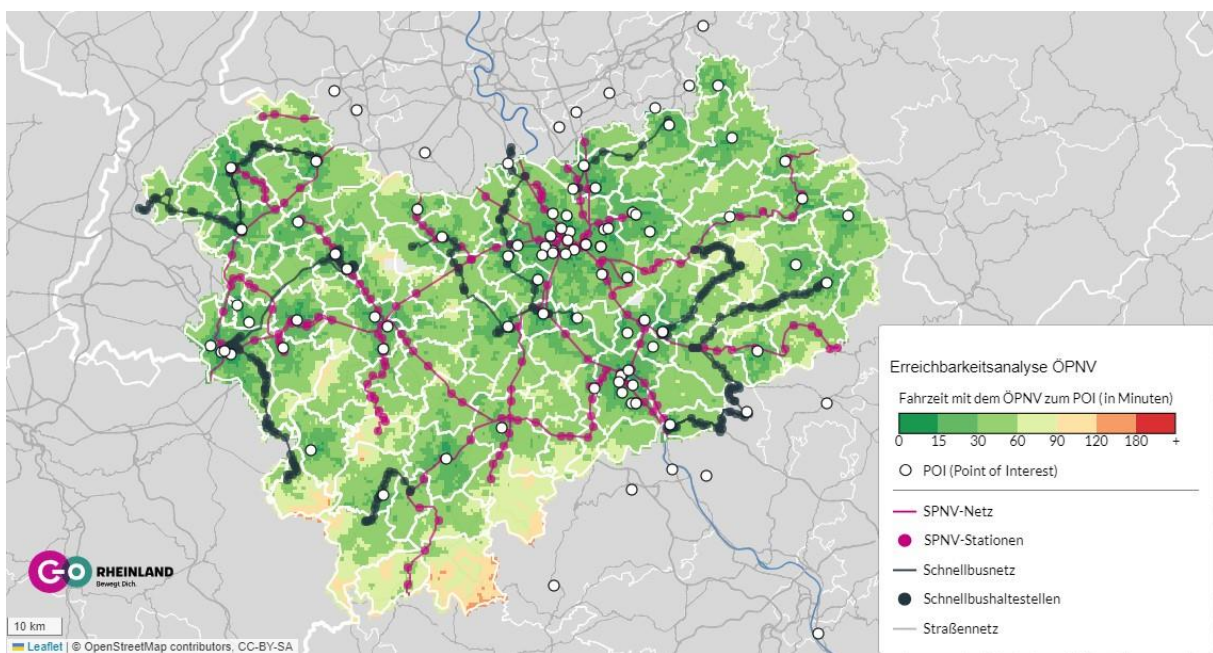 Erreichbarkeitsanalyse ÖPNV
Fahrzeit mit dem ÖPNV zum POI (in Minuten)
0 15 30 60 90 120 180 +
POI (Point of Interest)
SPNV-Netz
SPNV-Stationen
Schnellbusnetz
Schnellbushaltestellen
Straßennetz
GO RHEINLAND
Bewegt Dich.
10 km
Leaflet | © OpenStreetMap contributors, CC-BY-SA